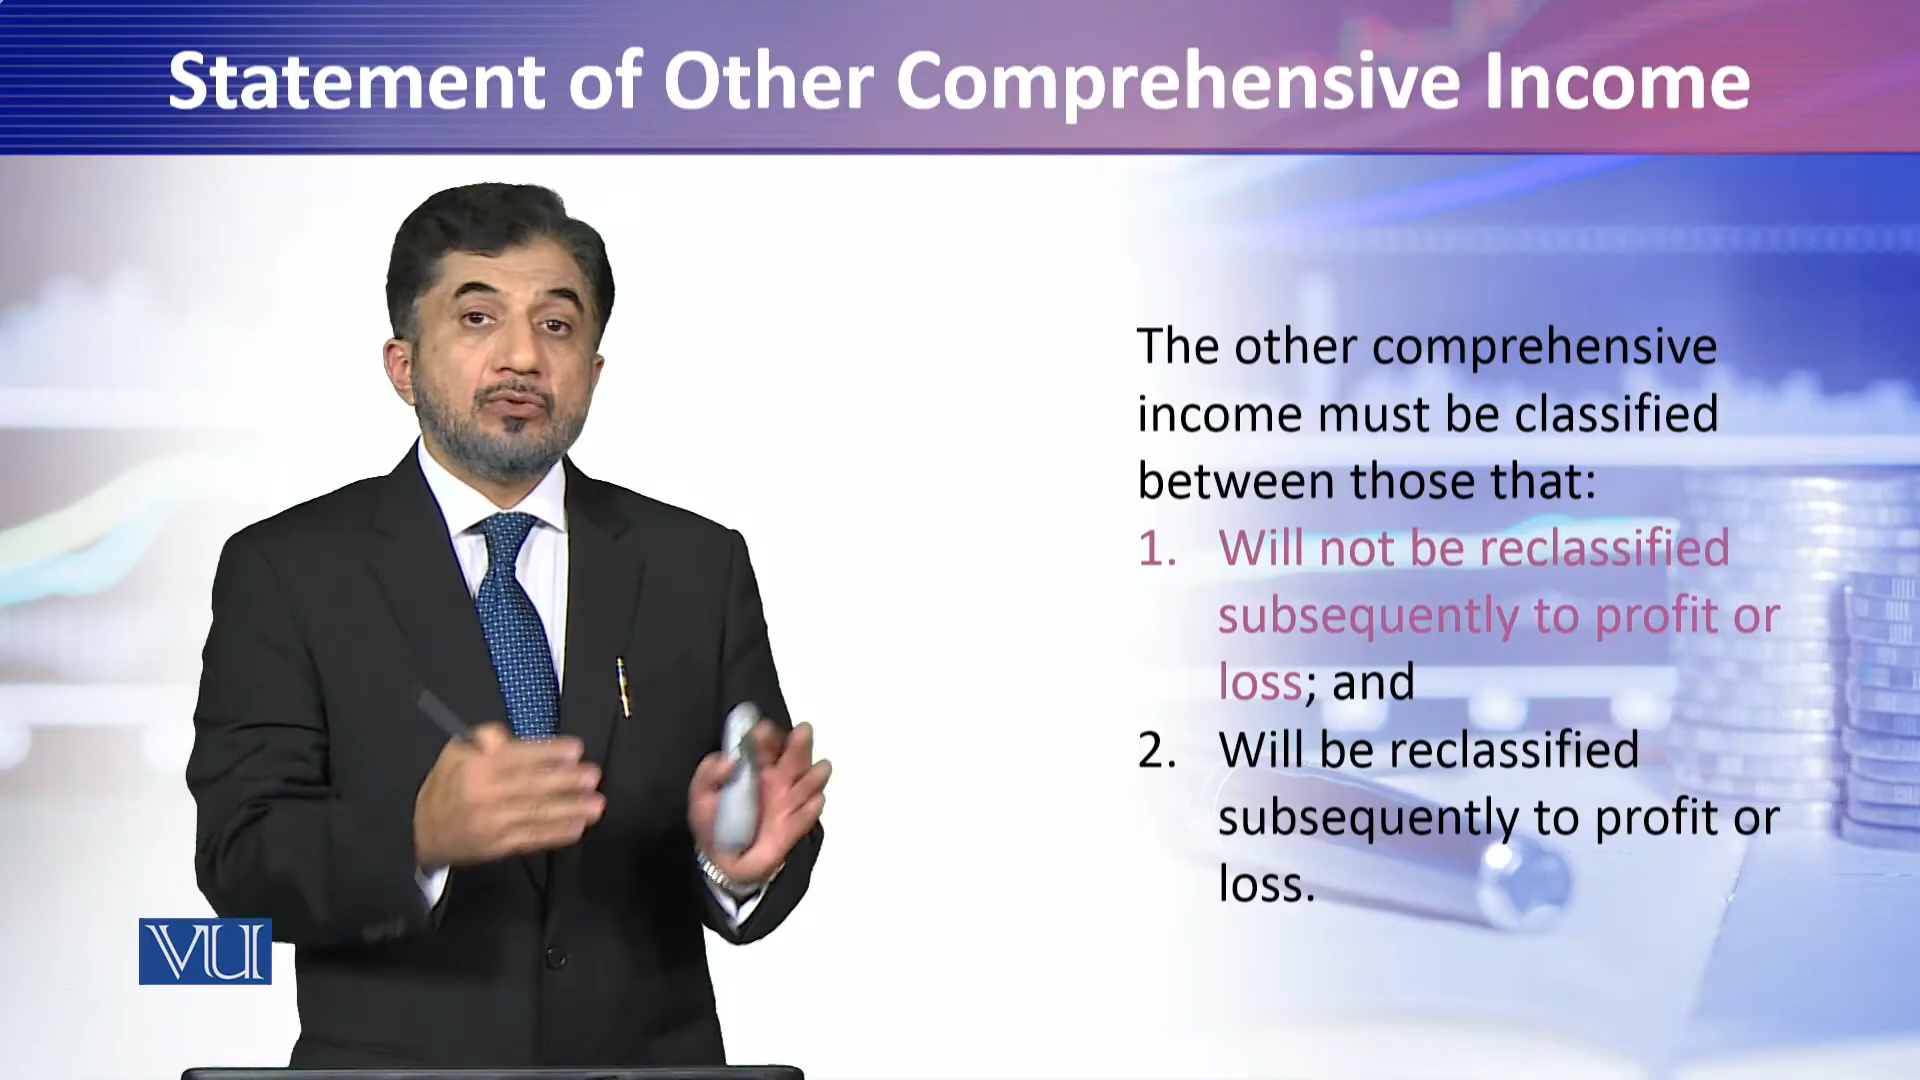 Statement of Other Comprehensive Income
The other comprehensive
income must be classified
between those that:
1. Will not be reclassified
subsequently to profit or
loss; and
2. Will be reclassified
subsequently to profit or
loss.
VU